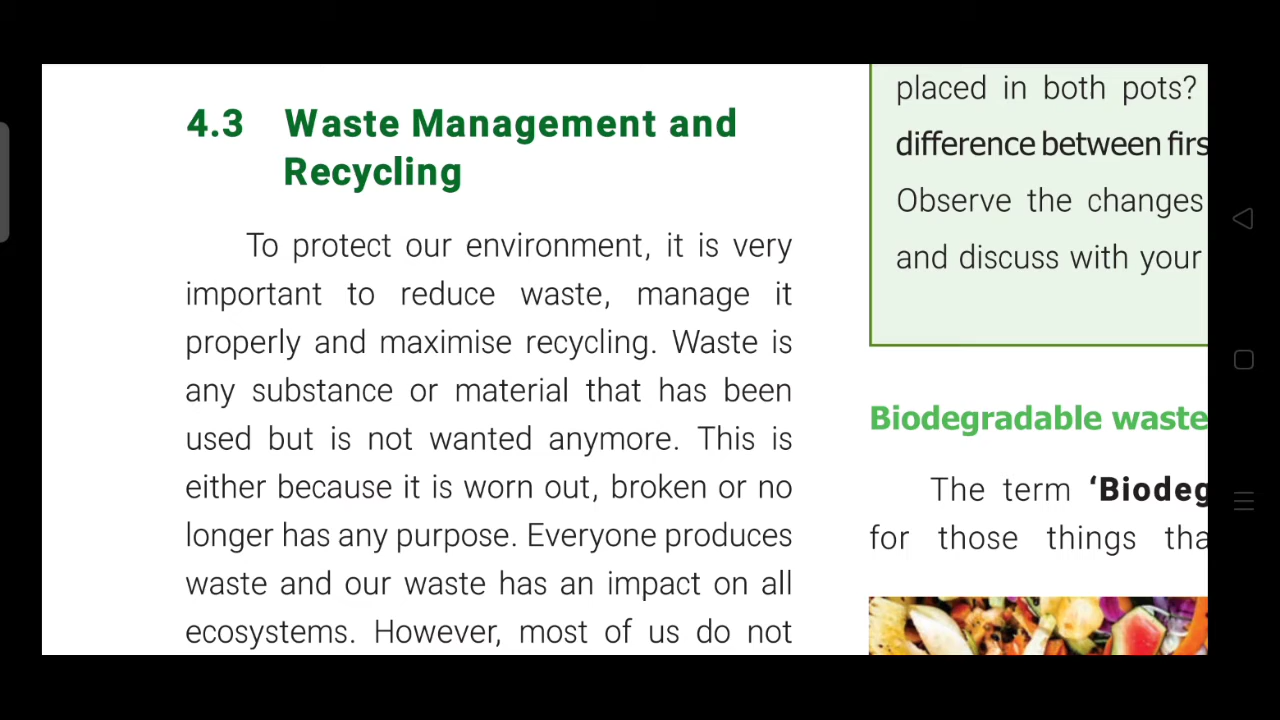 4.3 Waste Management and
Recycling
To protect our environment, it is very
important to reduce waste, manage it
properly and maximise recycling. Waste is
any substance or material that has been
used but is not wanted anymore. This is
either because it is worn out, broken or no
longer has any purpose. Everyone produces
waste and our waste has an impact on all
ecosystems. However, most of us do not
placed in both pots?
difference between
Observe the changes
and discuss with your
Biodegradable waste
The term
for those things